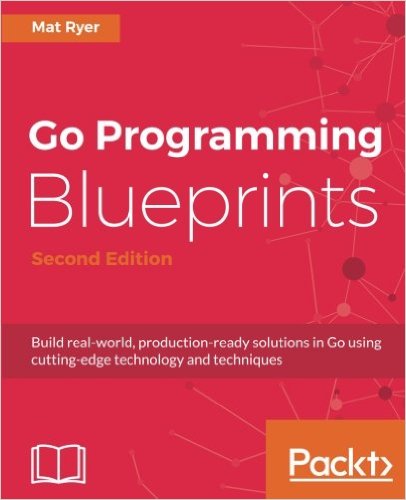 Mat Ryer
Go Programming
Blueprints
Second Edition
Build real-world, production-ready solutions in Go using
cutting-edge technology and techniques
Packt>